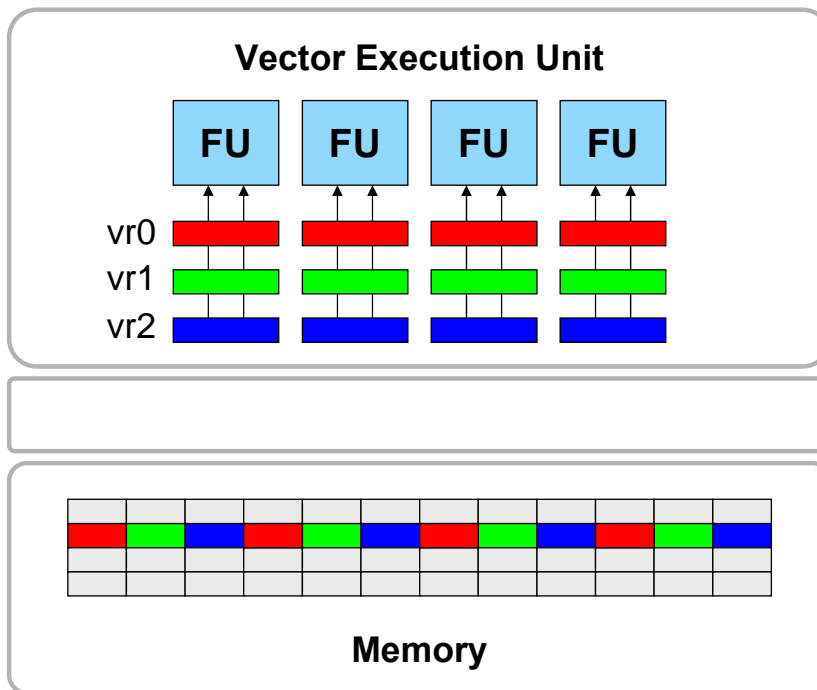 Vector Execution Unit
FU FU FU FU
vr0
vr1
vr2
Memory